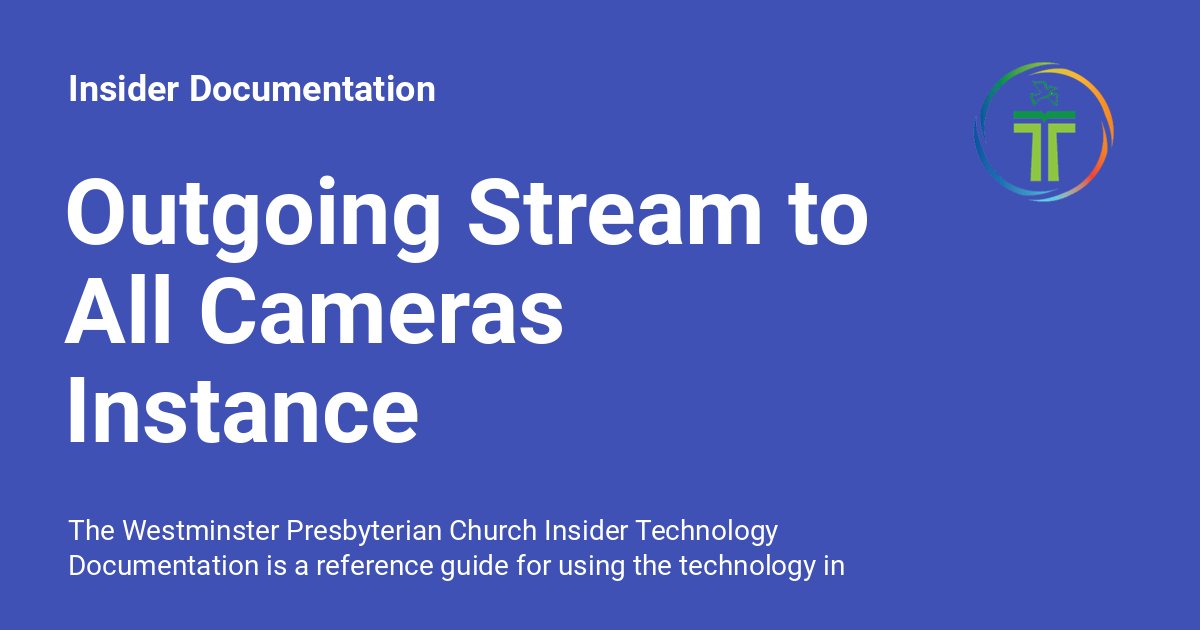 Insider Documentation
Outgoing Stream to
All Cameras
Instance
The Westminster Presbyterian Church Insider Technology
Documentation is a reference guide for using the technology in